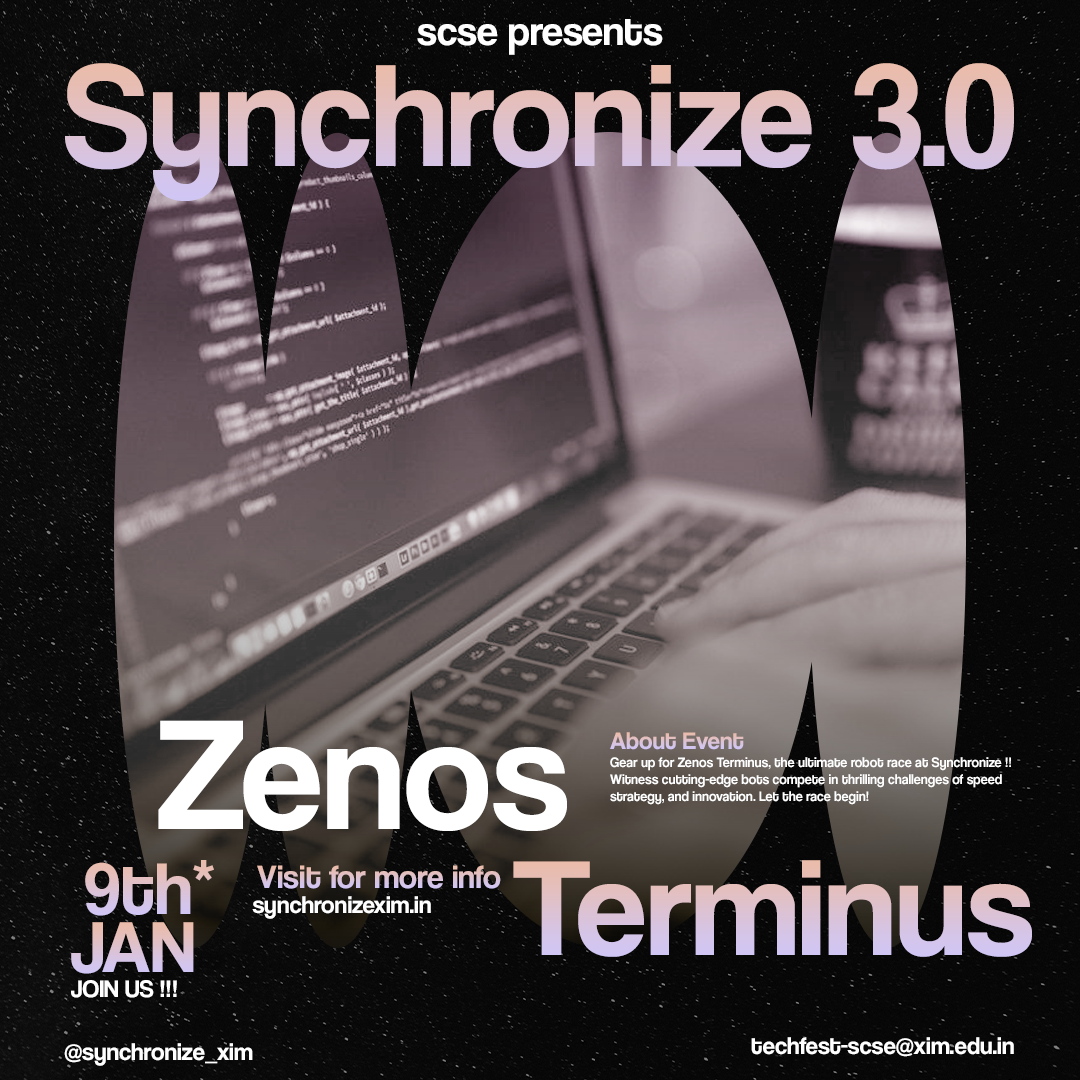 scse presents
Synchronize 3.0
product_thumbnails_colum
Zenos
About Event
Gear up for Zenos Terminus, the ultimate robot race at Synchronize !!
Witness cutting-edge bots compete in thrilling challenges of speed
strategy, and innovation. Let the race begin!
9th*
JAN
JOIN US !!!
Visit for more info
synchronizexim.in
Terminus
@synchronize_xim
techfest-scse@xim.edu.in